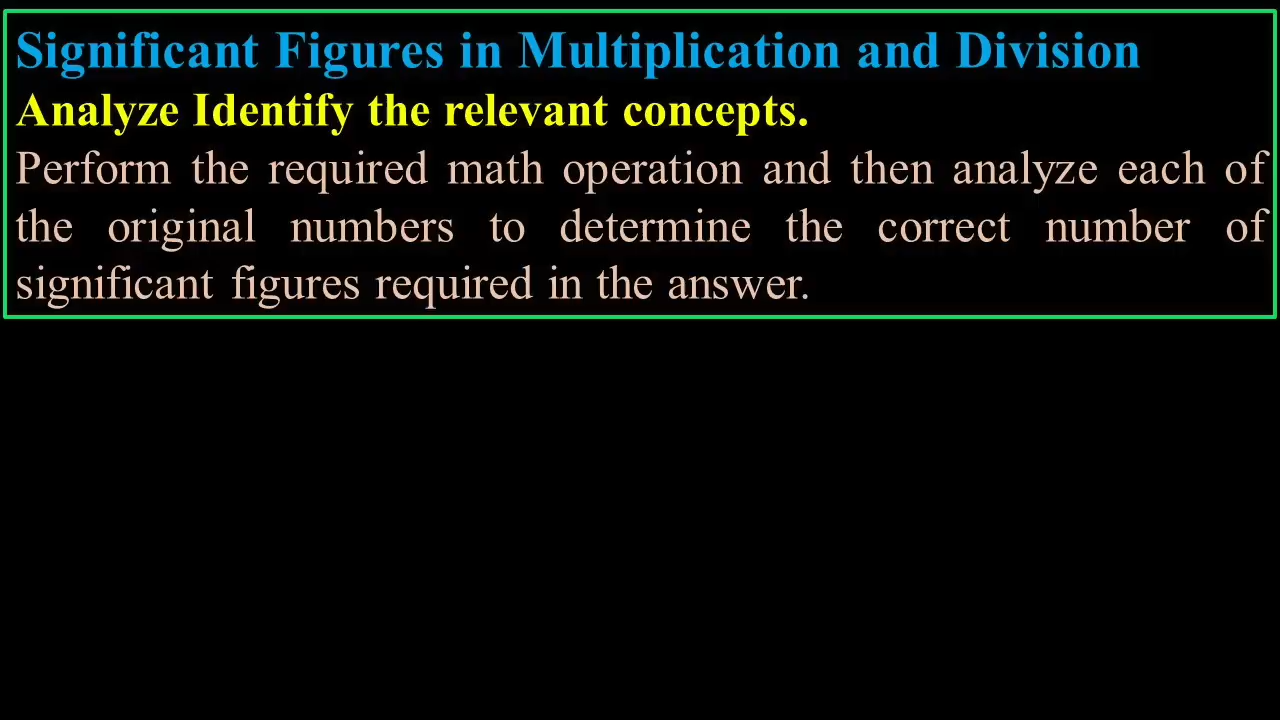 Significant Figures in Multiplication and Division
Analyze Identify the relevant concepts.
Perform the required math operation and then analyze each of
the original numbers to determine the correct number of
significant figures required in the answer.